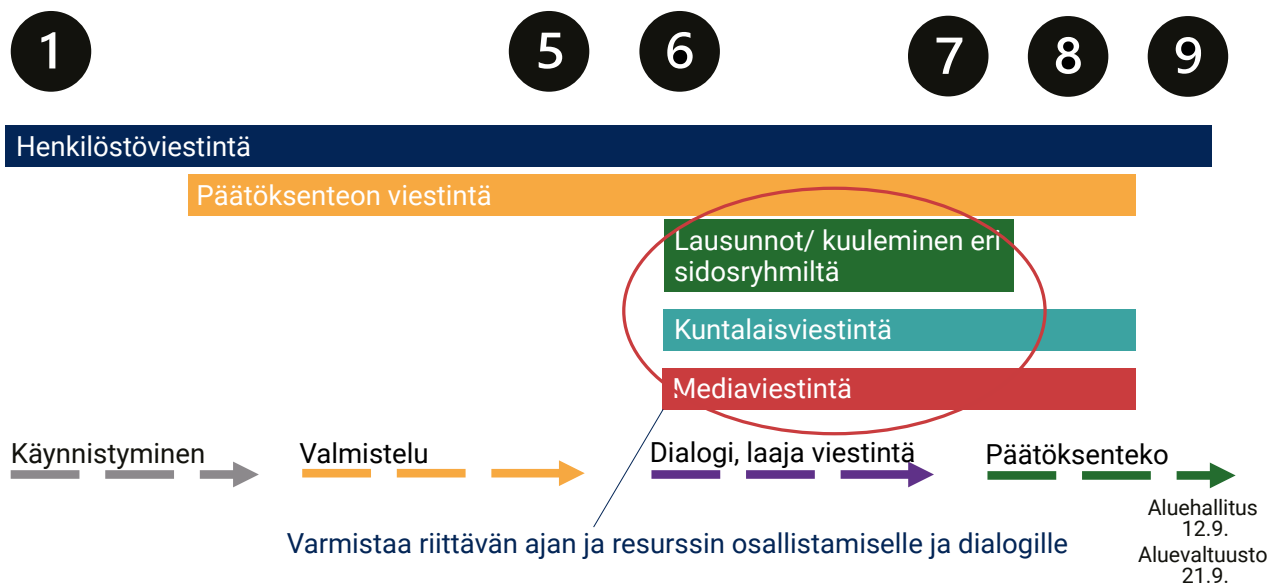 1
5
6
7
8
9
Henkilöstöviestintä
Päätöksenteon viestintä
Lausunnot/ kuuleminen eri
sidosryhmiltä
Kuntalaisviestintä
Mediaviestintä
Käynnistyminen
Valmistelu
Dialogi, laaja viestintä
Päätöksenteko
Aluehallitus
12.9.
Aluevaltuusto
21.9.
Varmistaa riittävän ajan ja resurssin osallistamiselle ja dialogille